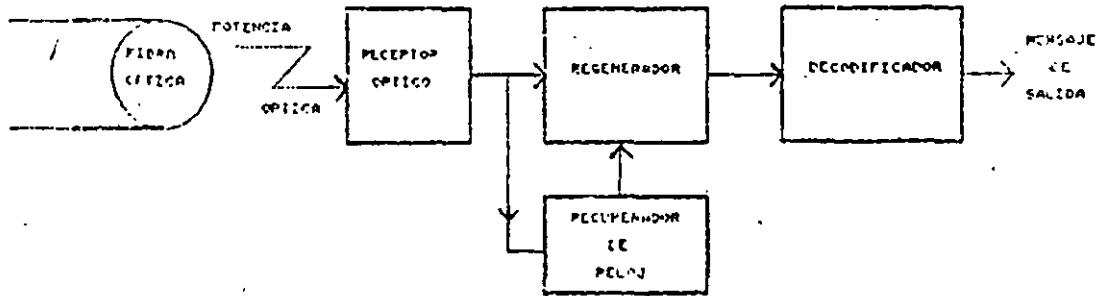 POTENCIA
FIBRA
OPTICA
OPTICA
RECEPTOR
OPTICO
REGENERADOR
DECODIFICADOR
MENSAJE
DE
SALIDA
RECUPERADOR
DE
RELOJ